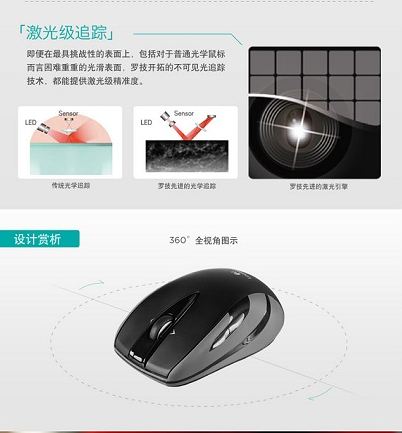 「激光级追踪」
即便在最具挑战性的表面上，包括对于普通光学鼠标
而言困难重重的光滑表面，罗技开拓的不可见光追踪
技术，都能提供激光级精准度。
Sensor
LED
Sensor
LED
传统光学追踪
罗技先进的光学追踪
罗技先进的激光引擎
设计赏析
360°全视角图示